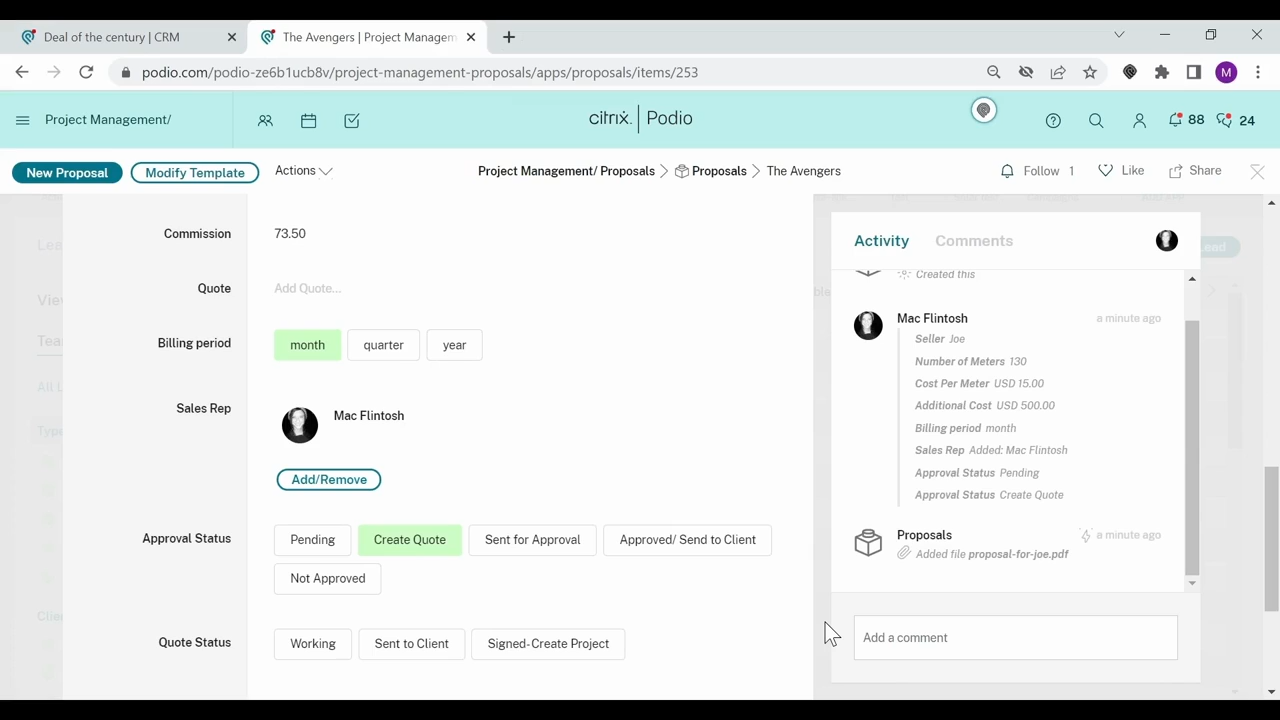 Deal of the century | CRM
The Avengers | Project Managem
podio.com/podio-ze6b1ucb8v/project-management-proposals/apps/proposals/items/253
M
Project Management/
citrix. | Podio
88
24
New Proposal
Modify Template
Actions
Project Management/ Proposals
Proposals
The Avengers
Follow 1
Like
Share
Commission
73.50
Quote
Add Quote...
Billing period
month
quarter
year
Sales Rep
Mac Flintosh
Add/Remove
Approval Status
Pending
Create Quote
Sent for Approval
Approved/ Send to Client
Not Approved
Quote Status
Working
Sent to Client
Signed-Create Project
Activity
Comments
Created this
Mac Flintosh
a minute ago
Seller Joe
Number of Meters 130
Cost Per Meter USD 15.00
Additional Cost USD 500.00
Billing period month
Sales Rep Added: Mac Flintosh
Approval Status Pending
Approval Status Create Quote
Proposals
a minute ago
Added file proposal-for-joe.pdf
Add a comment